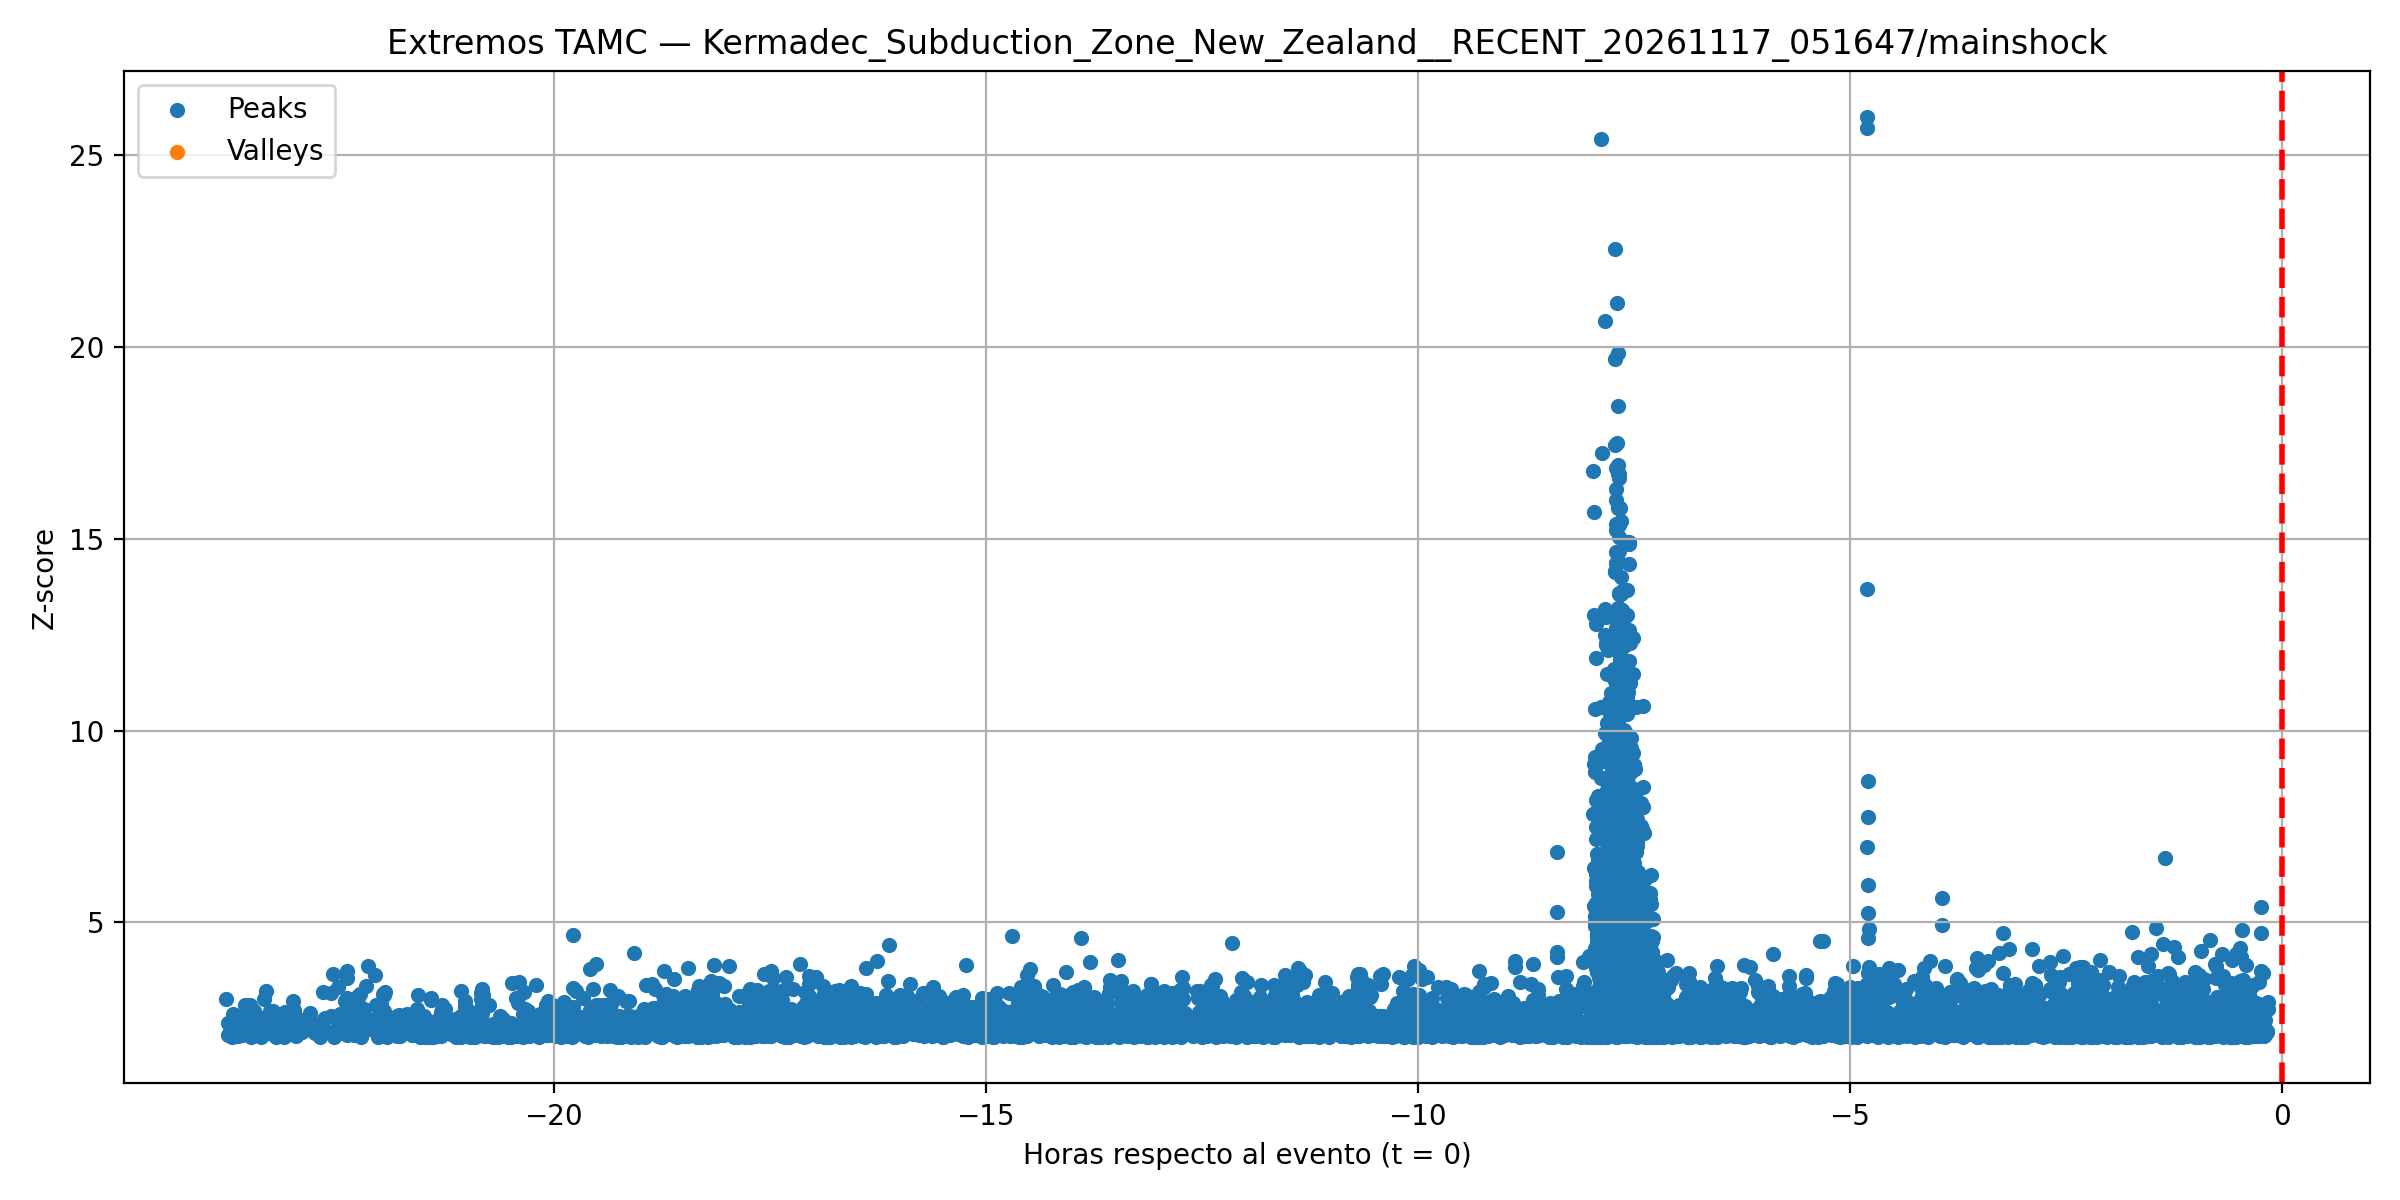 Extremos TAMC — Kermadec_Subduction_Zone_New_Zealand__RECENT_20261117_051647/mainshock
Peaks
Valleys
25
20
15
10
5
Z-score
−20
−15
−10
−5
0
Horas respecto al evento (t = 0)